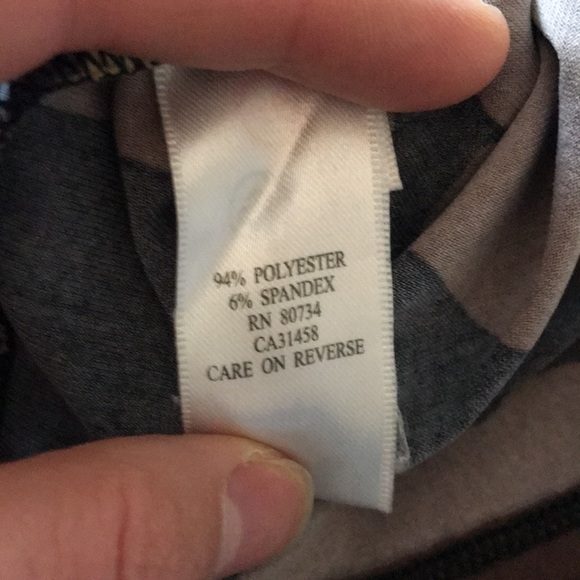 94% POLYESTER
6% SPANDEX
RN 80734
CA31458
CARE ON REVERSE